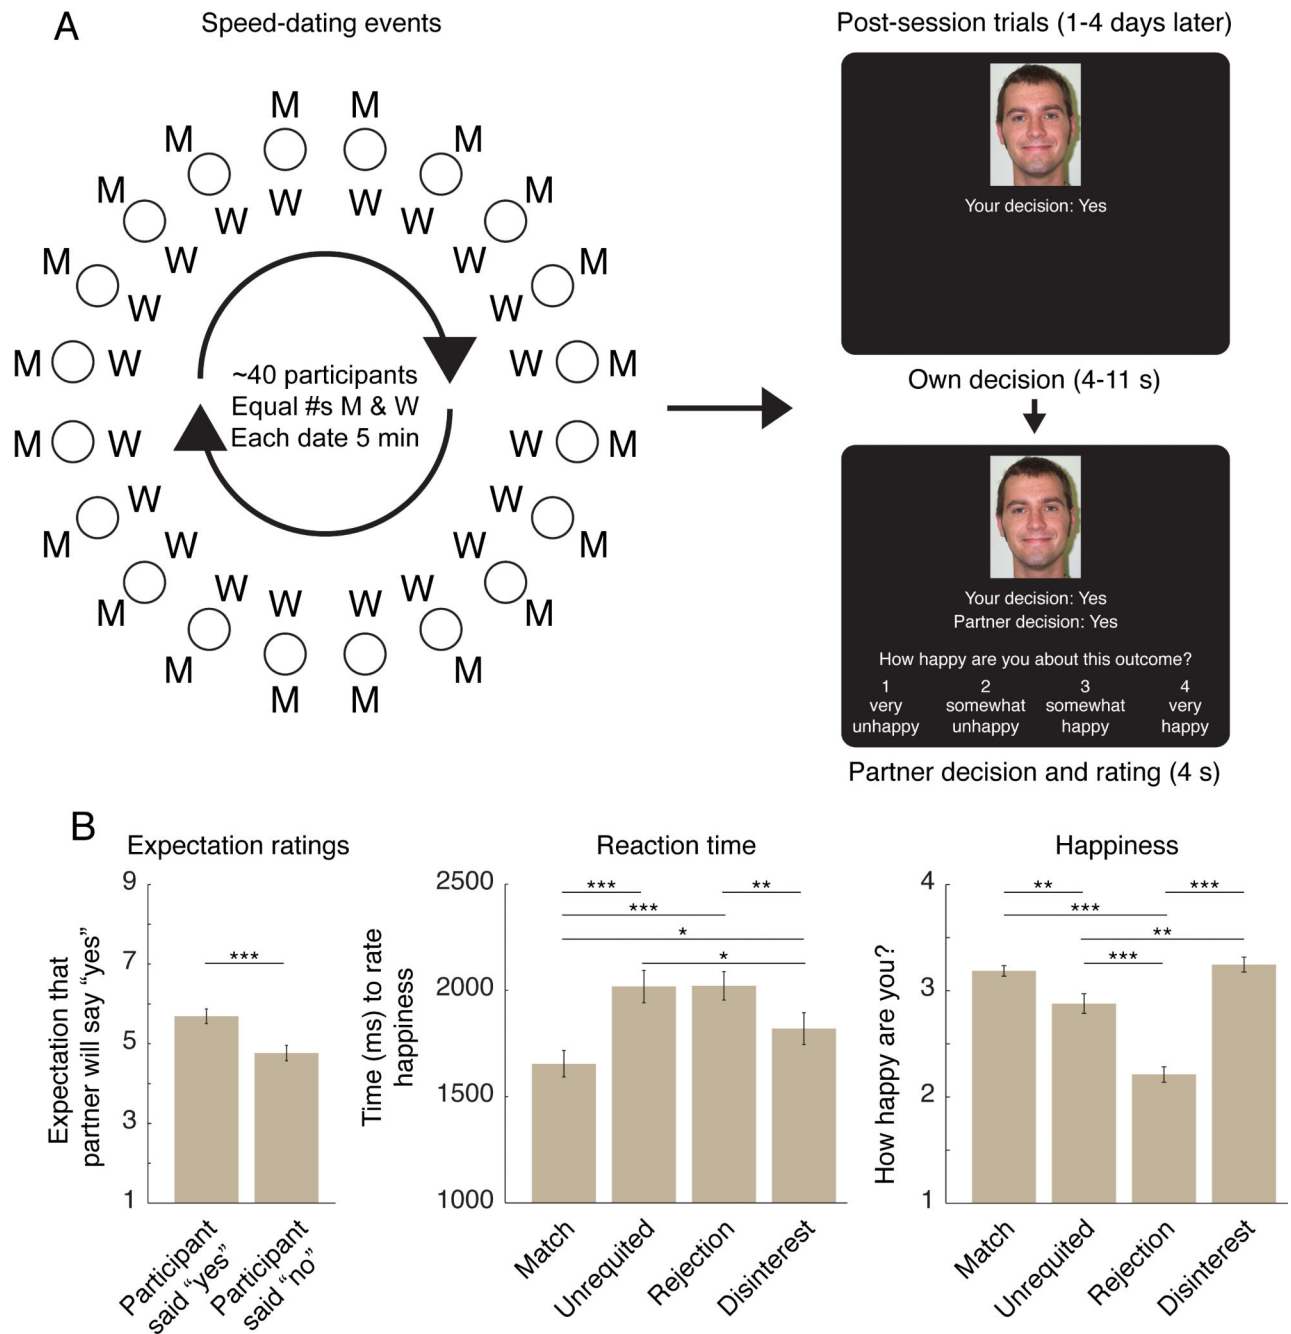 A
Speed-dating events
M M
M M
W W
M M
W W
M M
W W
M M
W W
M W W M
~40 participants
Equal #s M & W
Each date 5 min
M W W M
W W
M M
W W
M M
W W
W W
M M
M M
Post-session trials (1-4 days later)
Your decision: Yes
Own decision (4-11 s)
Your decision: Yes
Partner decision: Yes
How happy are you about this outcome?
1 2 3 4
very somewhat somewhat very
unhappy unhappy happy happy
Partner decision and rating (4 s)
B
Expectation ratings
Expectation that
partner will say “yes”
9
7
5
3
1
***
Participant
said “yes”
Participant
said “no”
Reaction time
Time (ms) to rate
happiness
2500
2000
1500
1000
*** **
***
*
*
Match
Unrequited
Rejection
Disinterest
Happiness
How happy are you?
4
3
2
1
** ***
***
**
***
Match
Unrequited
Rejection
Disinterest